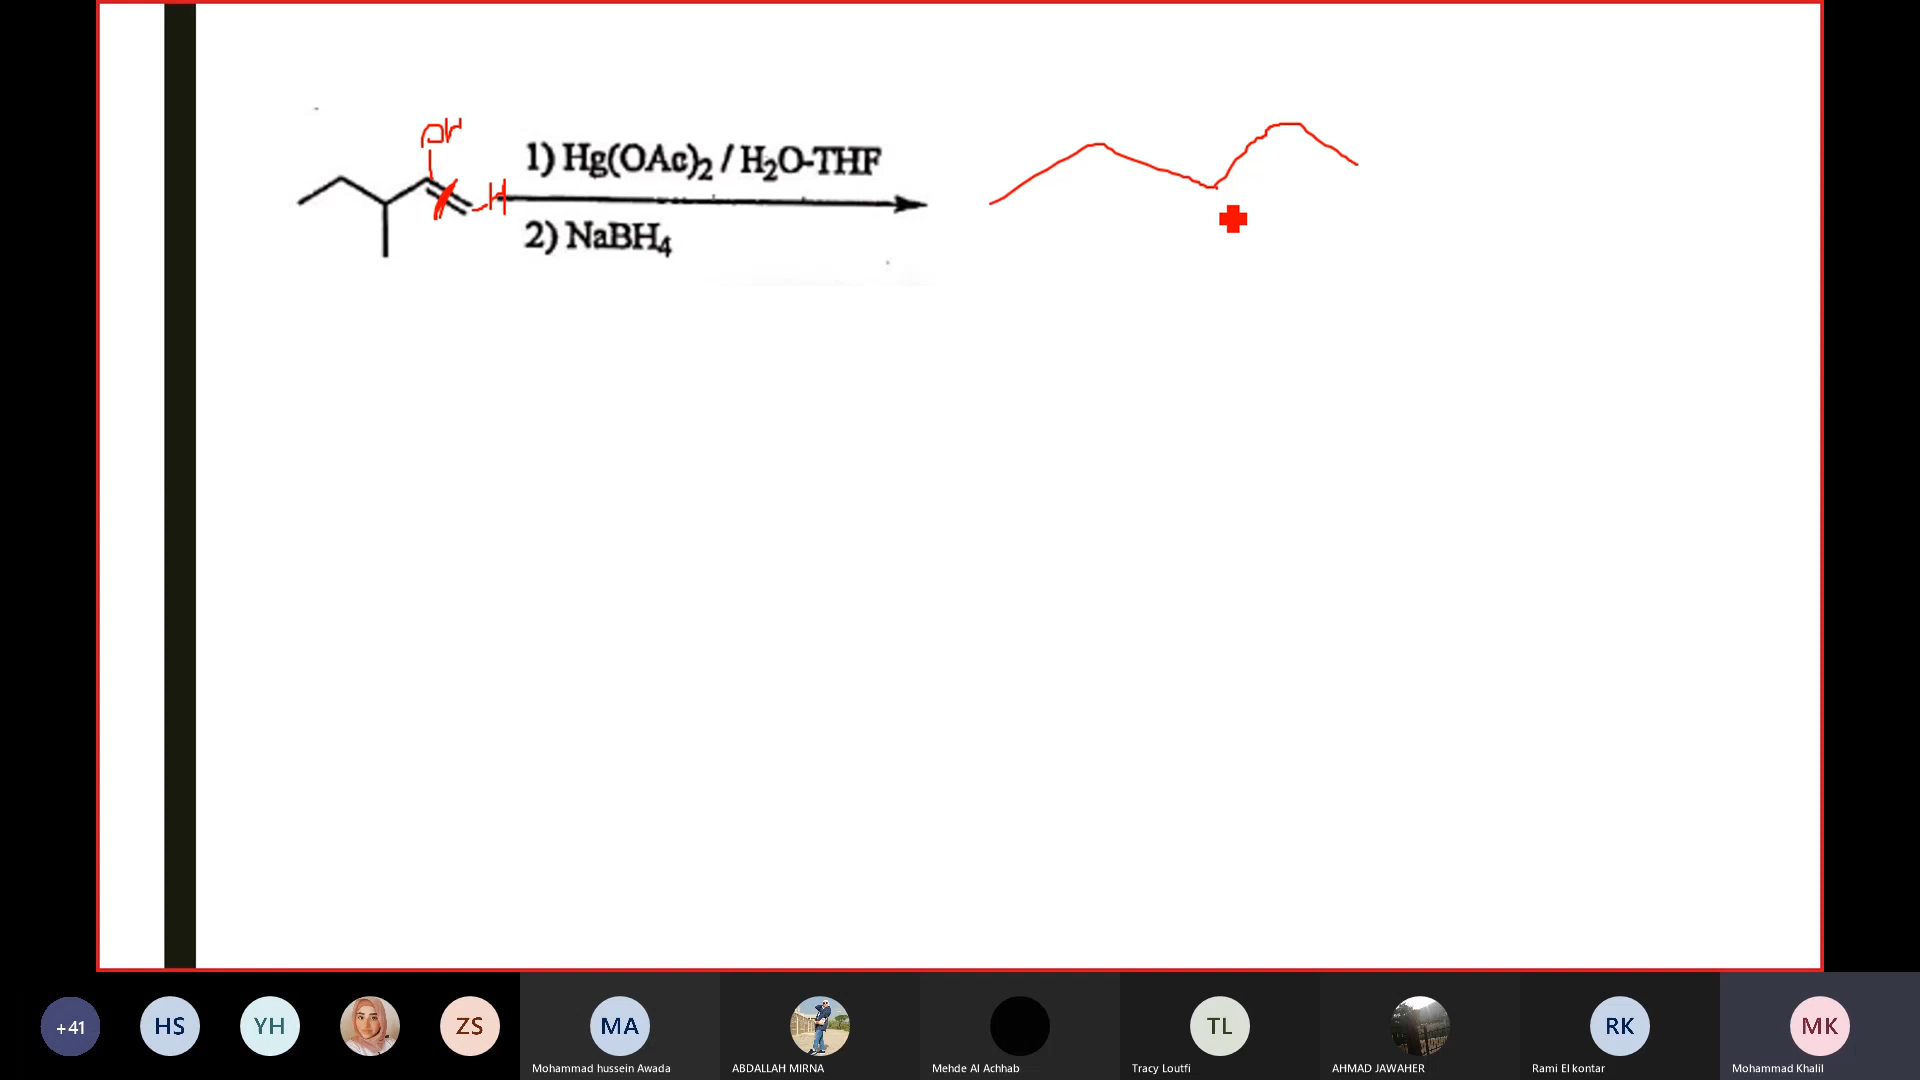 OH
1) Hg(OAc)2 / H2O-THF
H
2) NaBH4
+41
HS
YH
ZS
MA
TL
RK
MK
Mohammad hussein Awada
ABDALLAH MIRNA
Mehde Al Achhab
Tracy Loutfi
AHMAD JAWAHER
Rami El kontar
Mohammad Khalil